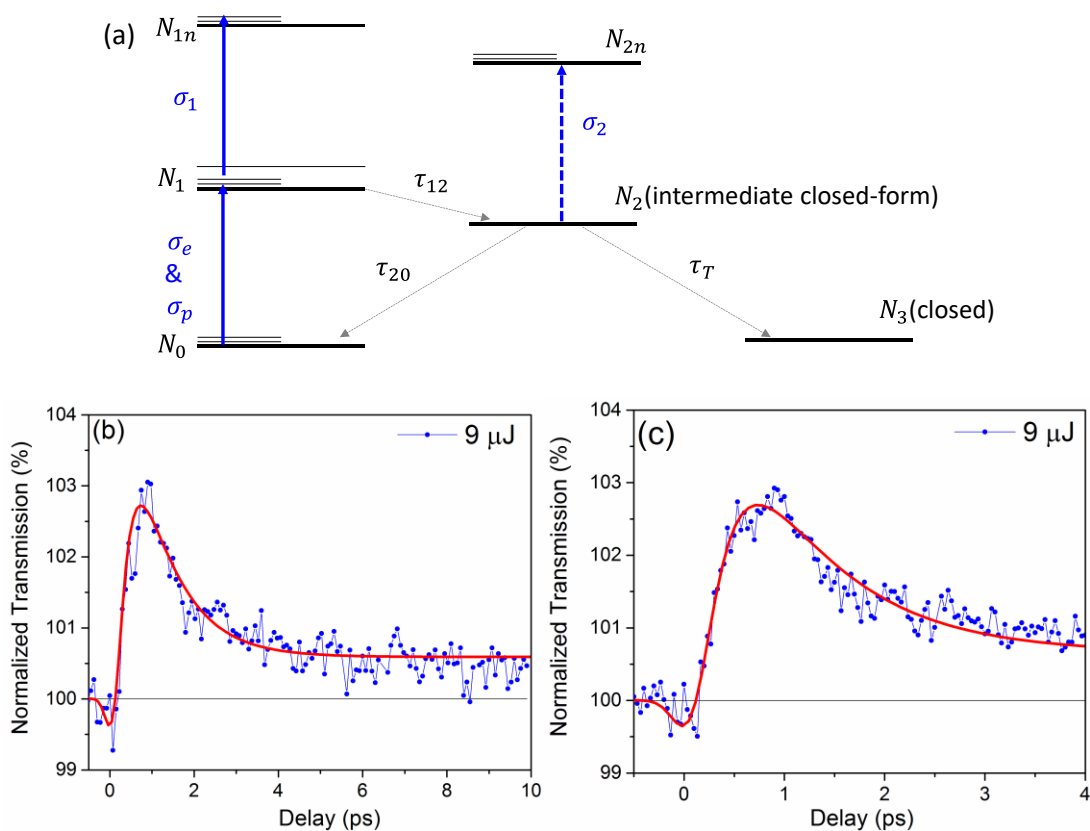 (a)
N₁ₙ
N₂ₙ
σ₁
σ₂
N₁
τ₁₂
N₂(intermediate closed-form)
σₑ
&
σₚ
τ₂₀
τ_T
N₃(closed)
N₀
(b)
9 μJ
Normalized Transmission (%)
104
103
102
101
100
99
0
2
4
6
8
10
Delay (ps)
(c)
9 μJ
Normalized Transmission (%)
104
103
102
101
100
99
0
1
2
3
4
Delay (ps)